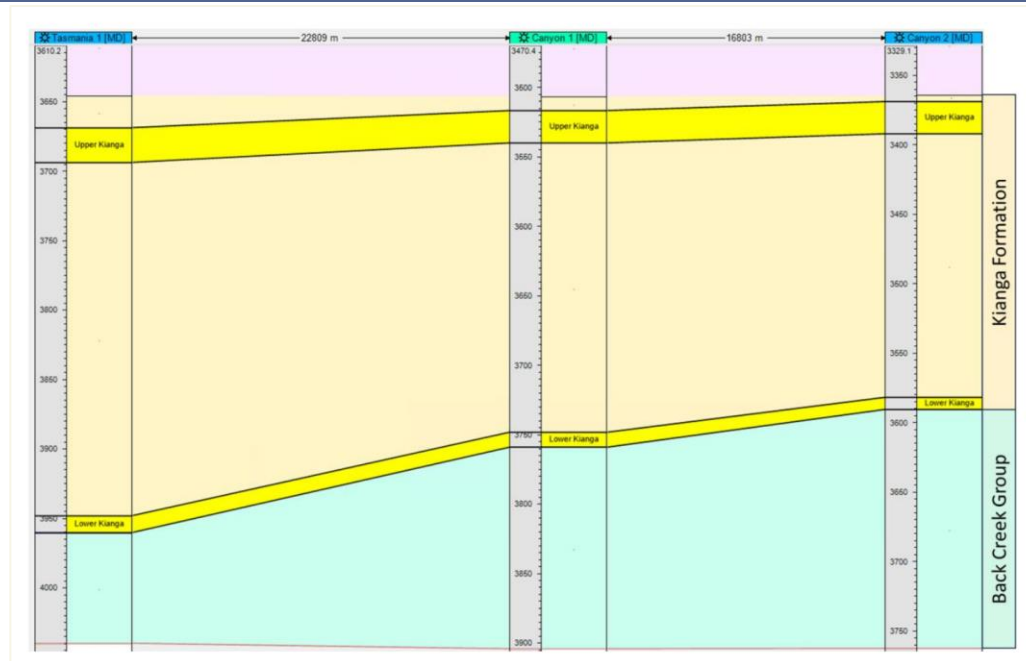 Tasmania 1 [MD]
22809 m
Canyon 1 [MD]
16803 m
Canyon 2 [MD]
3610.2
3650
3700
3750
3800
3850
3900
3950
4000
Upper Kianga
Lower Kianga
3470.4
3500
3550
3600
3650
3700
3750
3800
3850
3900
Upper Kianga
Lower Kianga
3329.1
3350
3400
3450
3500
3550
3600
3650
3700
3750
Upper Kianga
Lower Kianga
Kianga Formation
Back Creek Group